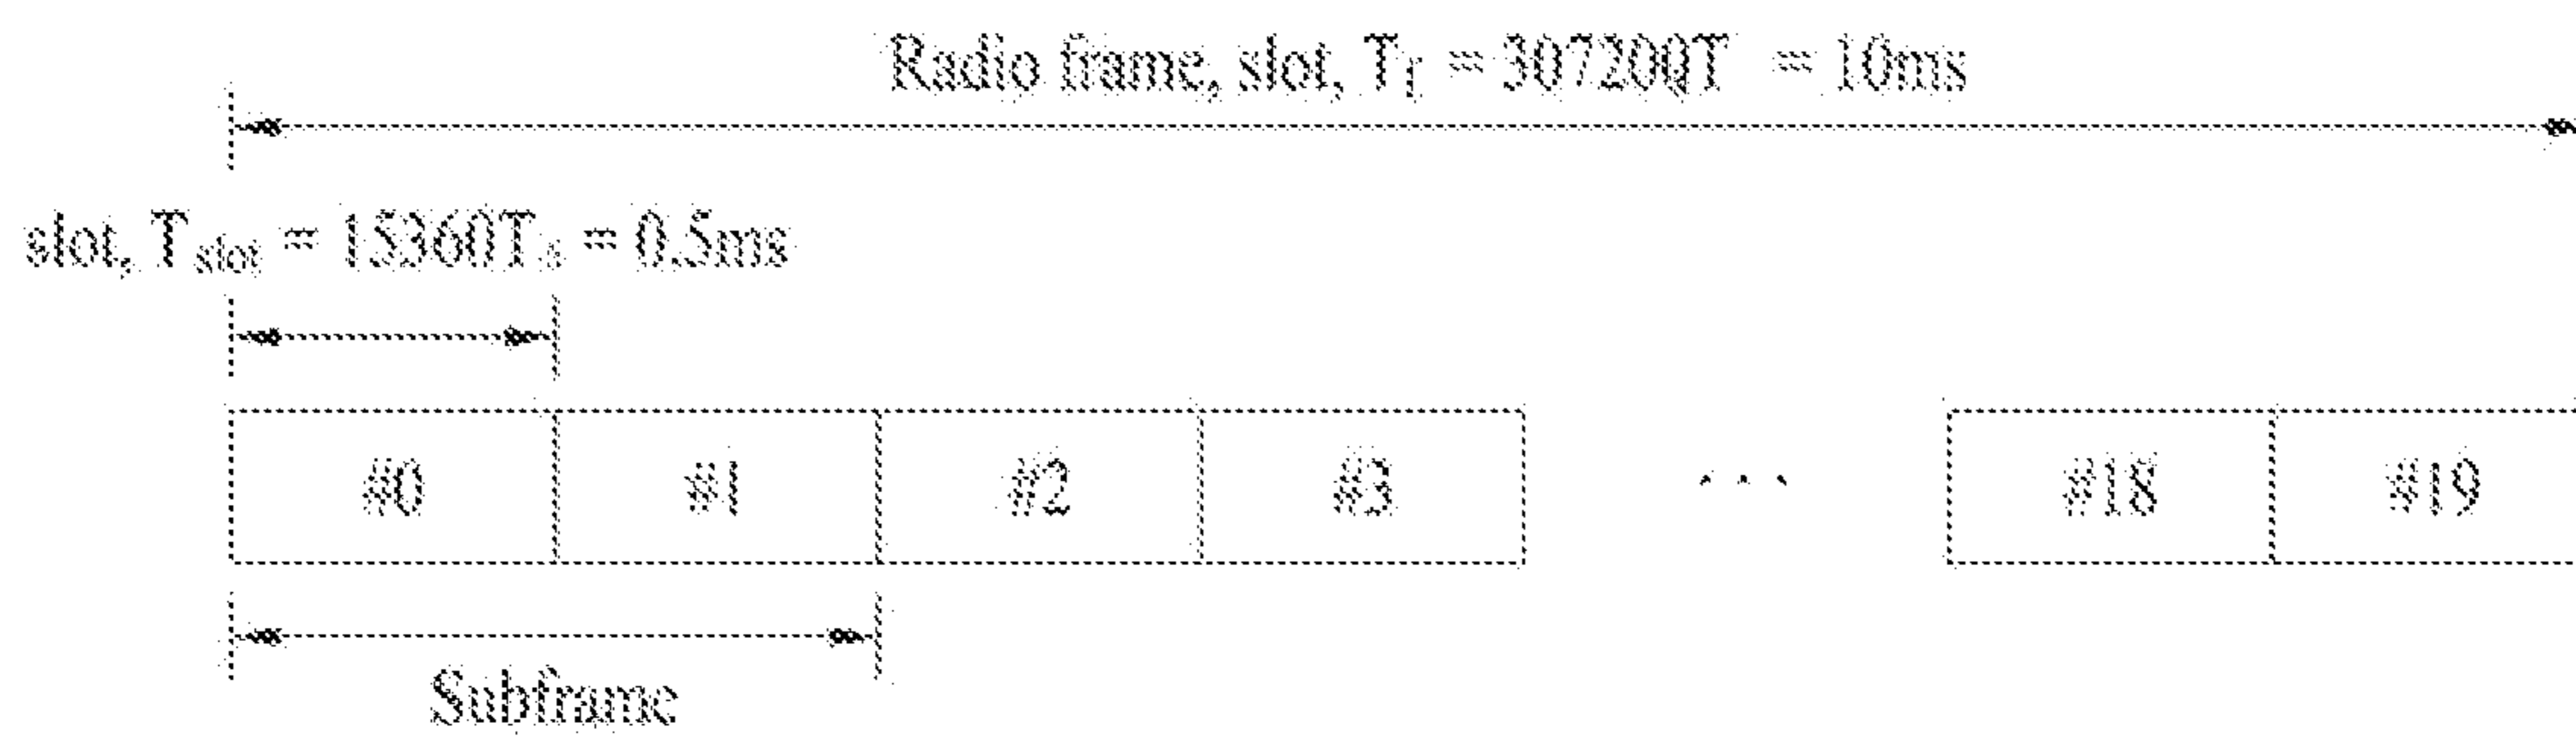 Radio frame, slot, Tf = 307200T = 10ms
slot, Tslot = 15360Ts = 0.5ms
#0 #1 #2 #3 ... #18 #19
Subframe